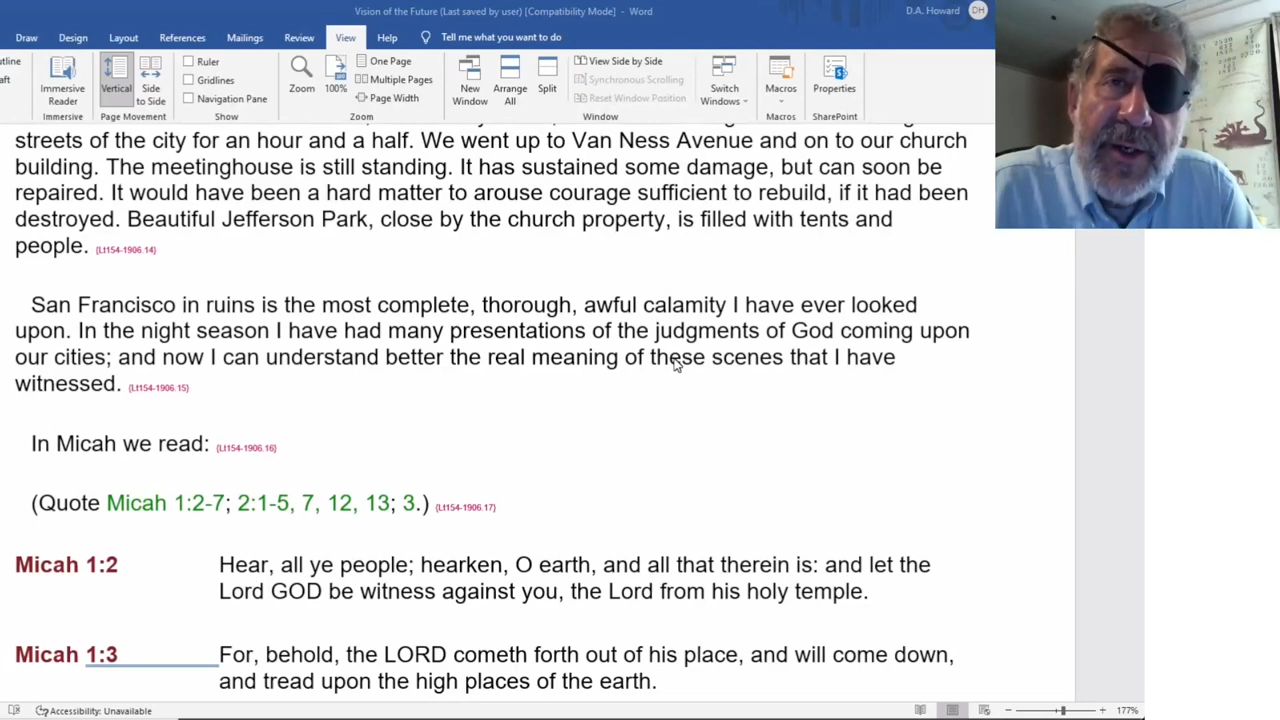 Vision of the Future (Last saved by user) [Compatibility Mode] - Word
D.A. Howard
DH
Draw Design Layout References Mailings Review View Help Tell me what you want to do
Immersive Reader
Immersive
Vertical
Side to Side
Page Movement
Ruler
Gridlines
Navigation Pane
Show
Zoom
100%
One Page
Multiple Pages
Page Width
Zoom
New Window
Arrange All
Split
View Side by Side
Synchronous Scrolling
Reset Window Position
Window
Switch Windows
Macros
Macros
Properties
SharePoint
streets of the city for an hour and a half. We went up to Van Ness Avenue and on to our church
building. The meetinghouse is still standing. It has sustained some damage, but can soon be
repaired. It would have been a hard matter to arouse courage sufficient to rebuild, if it had been
destroyed. Beautiful Jefferson Park, close by the church property, is filled with tents and
people. {Lt154-1906.14}
San Francisco in ruins is the most complete, thorough, awful calamity I have ever looked
upon. In the night season I have had many presentations of the judgments of God coming upon
our cities; and now I can understand better the real meaning of these scenes that I have
witnessed. {Lt154-1906.15}
In Micah we read: {Lt154-1906.16}
(Quote Micah 1:2-7; 2:1-5, 7, 12, 13; 3.) {Lt154-1906.17}
Micah 1:2 Hear, all ye people; hearken, O earth, and all that therein is: and let the
Lord GOD be witness against you, the Lord from his holy temple.
Micah 1:3 For, behold, the LORD cometh forth out of his place, and will come down,
and tread upon the high places of the earth.
Accessibility: Unavailable
177%